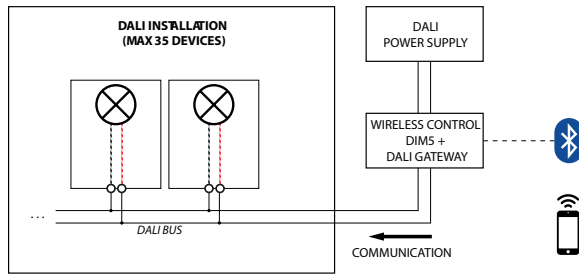 DALI INSTALLATION
(MAX 35 DEVICES)
DALI
POWER SUPPLY
WIRELESS CONTROL
DIM5 +
DALI GATEWAY
...
DALI BUS
COMMUNICATION